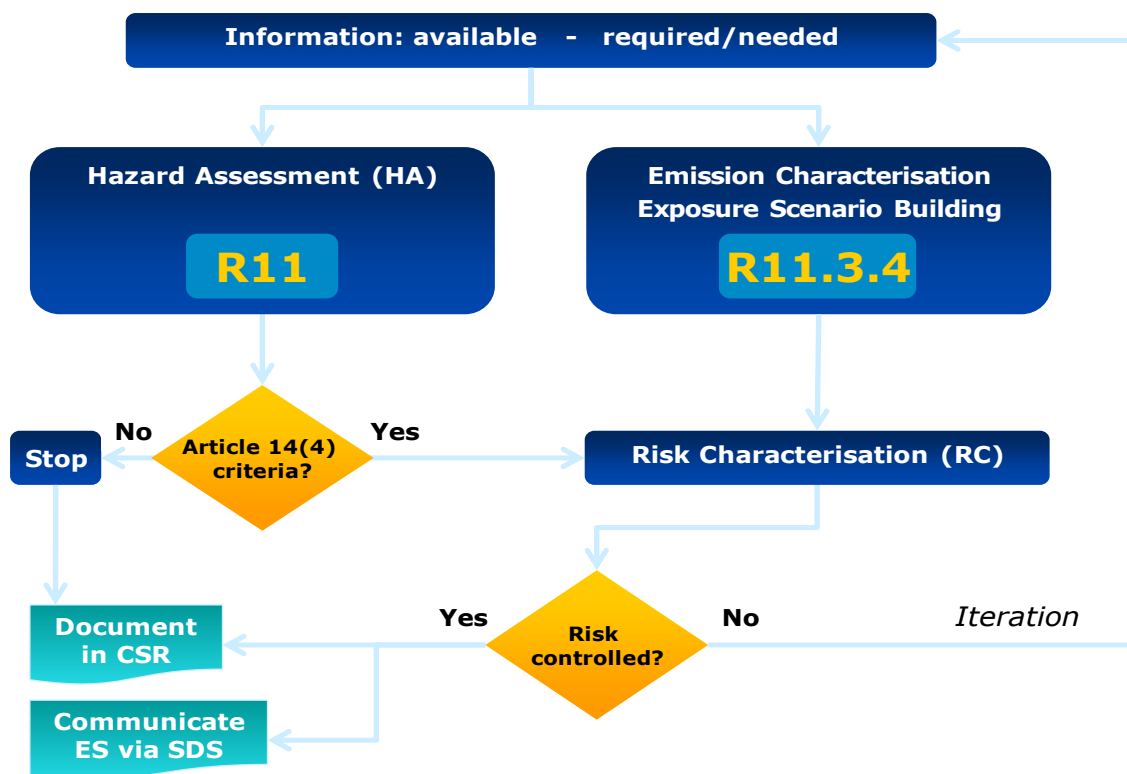 Information: available - required/needed
Hazard Assessment (HA)
R11
Emission Characterisation
Exposure Scenario Building
R11.3.4
No
Article 14(4)
criteria?
Yes
Stop
Risk Characterisation (RC)
Document
in CSR
Yes
Risk
controlled?
No
Iteration
Communicate
ES via SDS